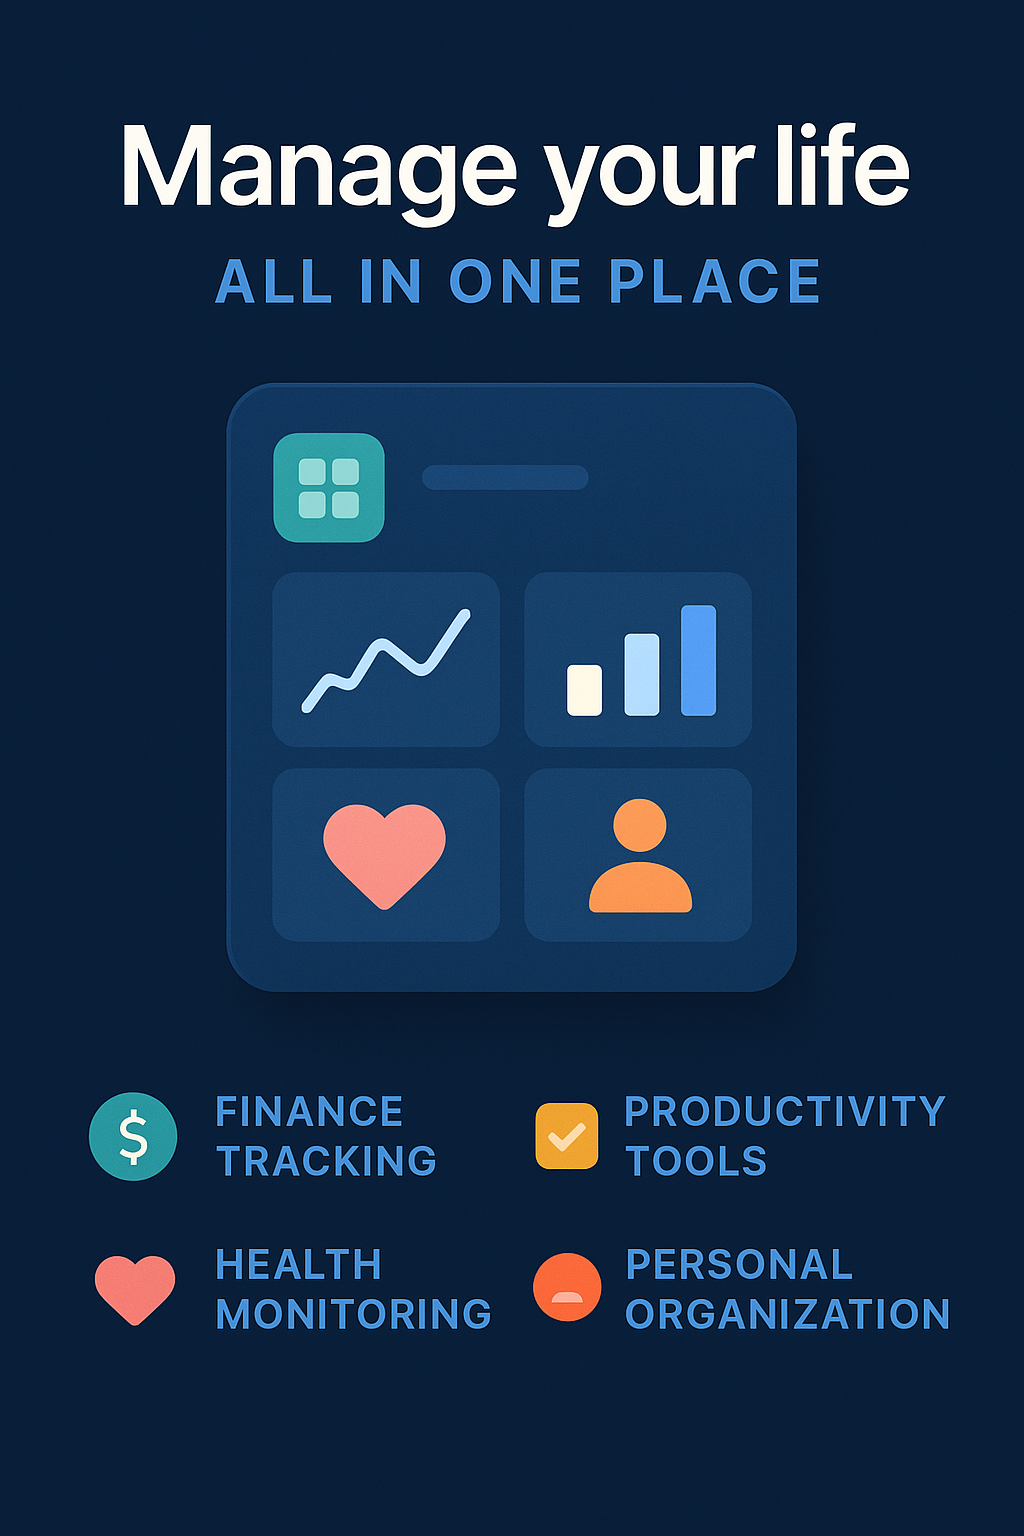 Manage your life
ALL IN ONE PLACE
$
FINANCE
TRACKING
PRODUCTIVITY
TOOLS
HEALTH
MONITORING
PERSONAL
ORGANIZATION